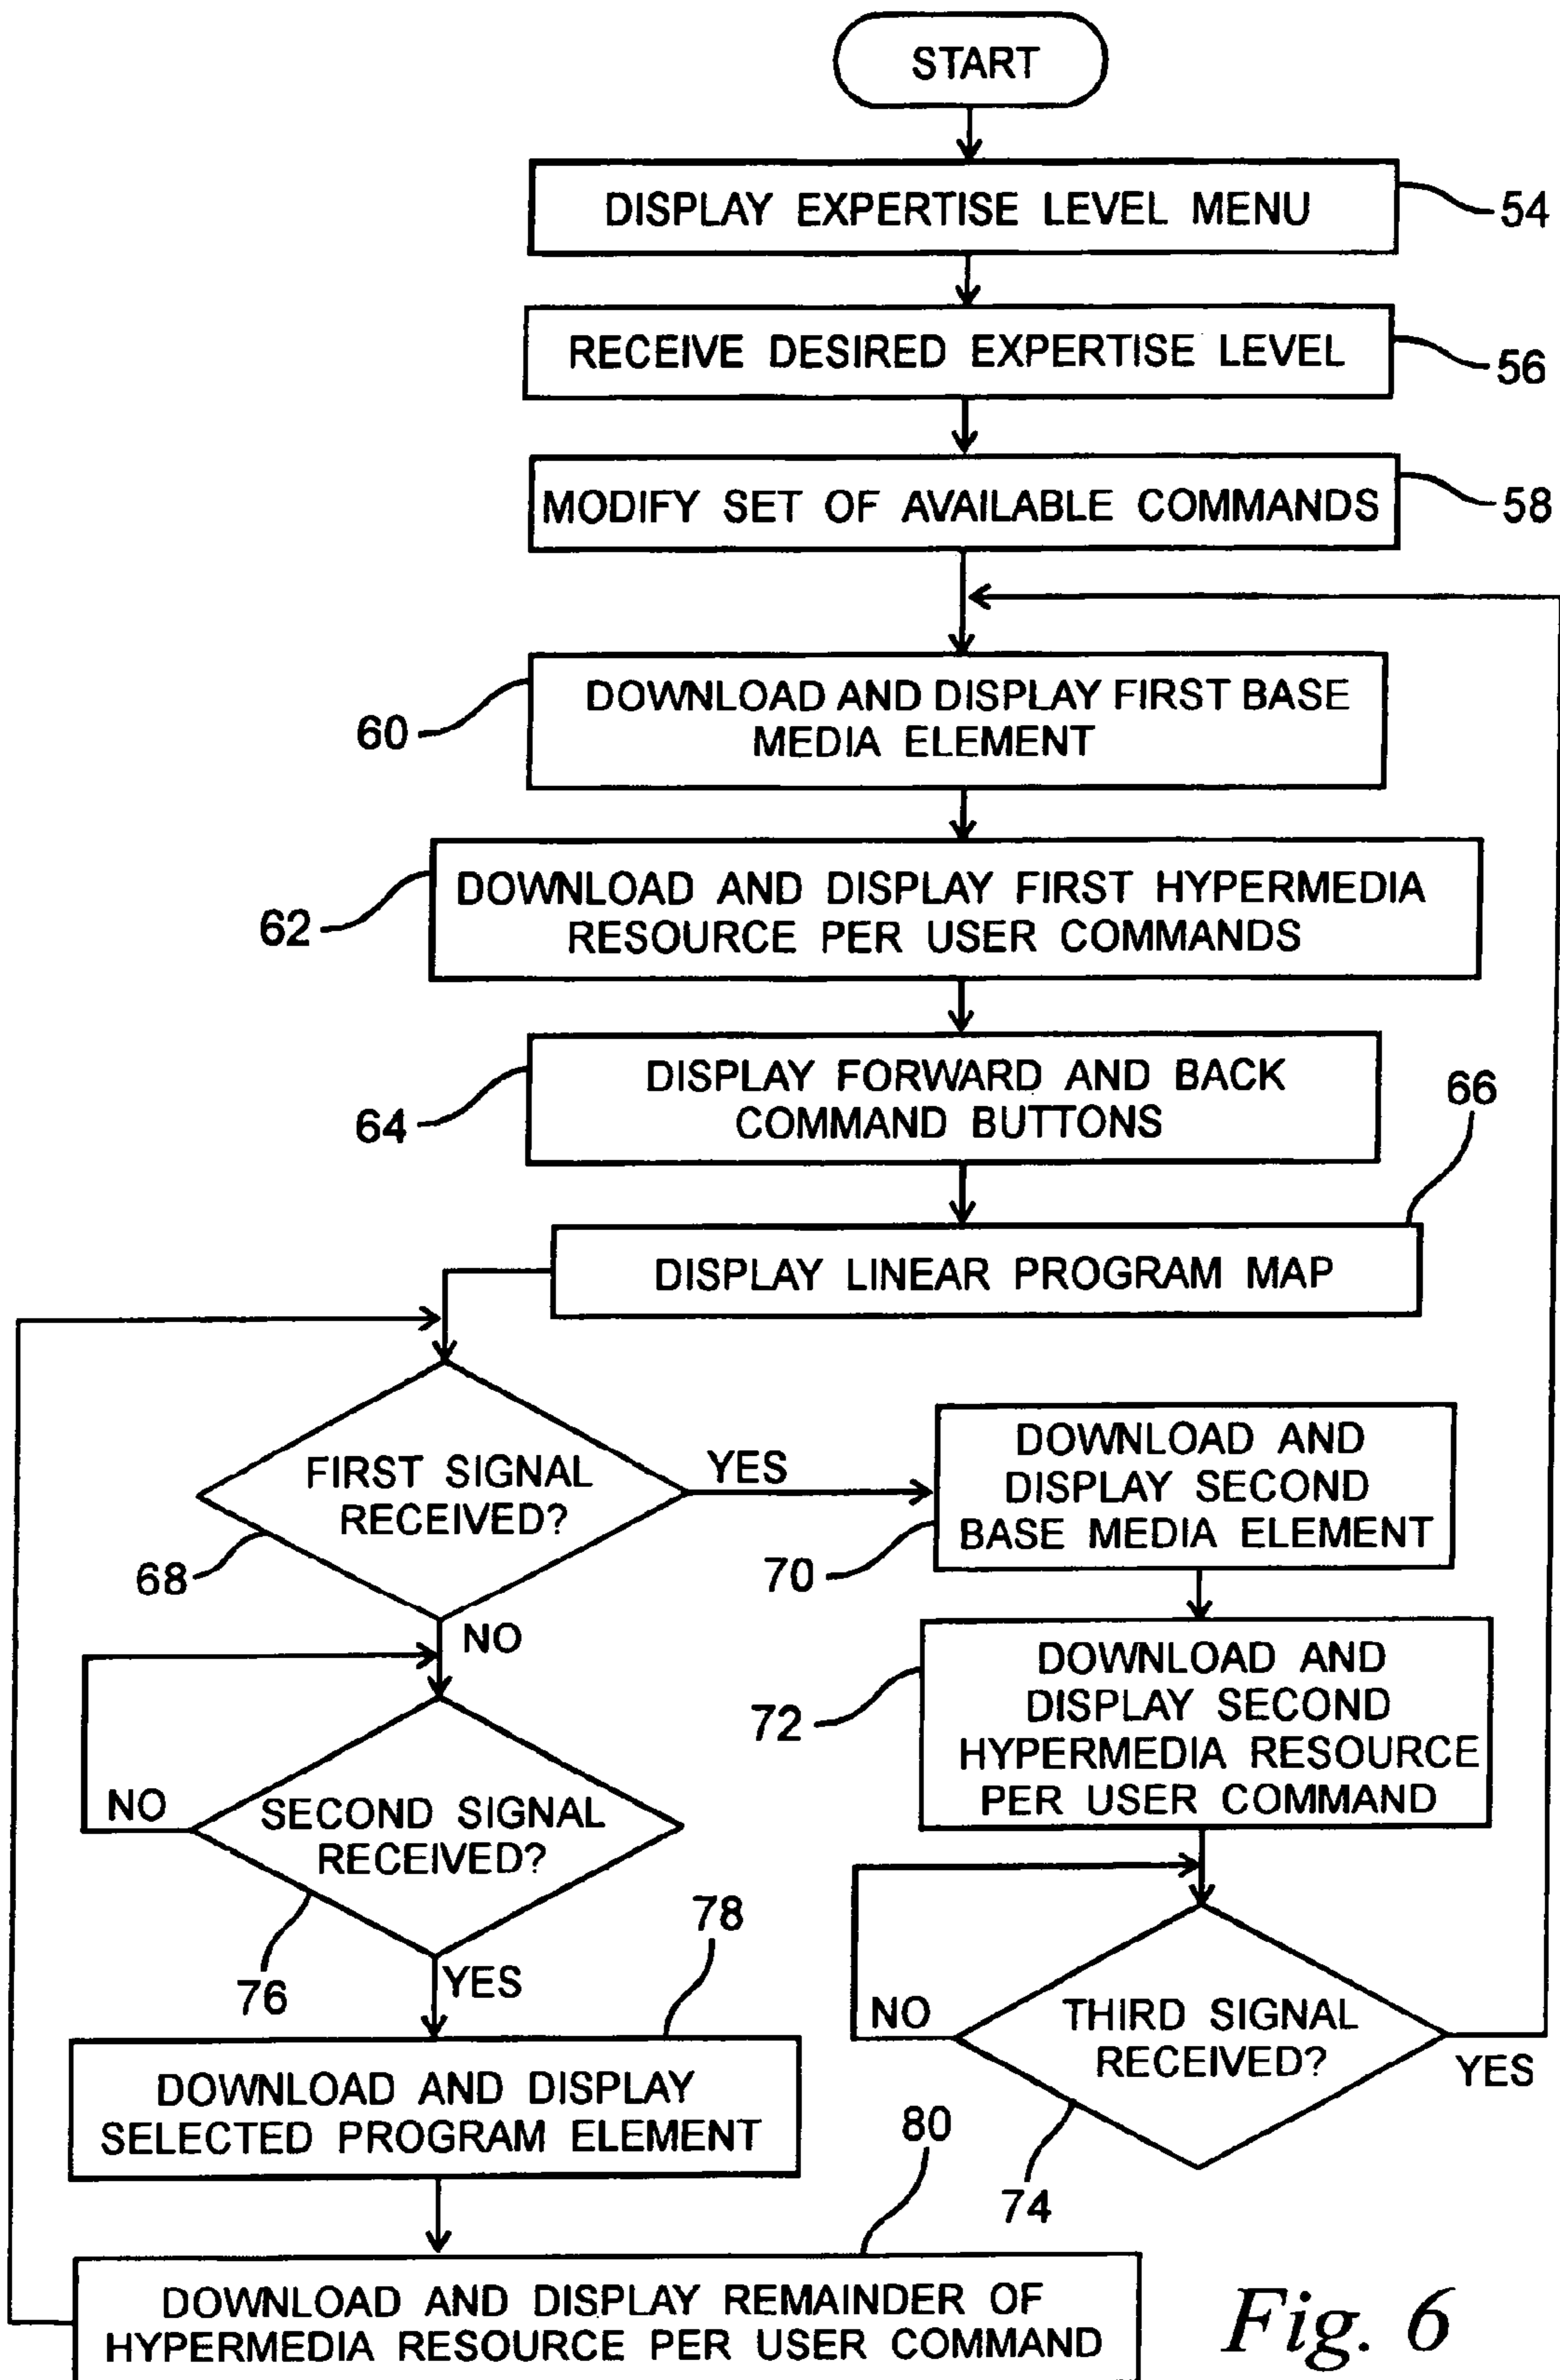 START
DISPLAY EXPERTISE LEVEL MENU
54
RECEIVE DESIRED EXPERTISE LEVEL
56
MODIFY SET OF AVAILABLE COMMANDS
58
DOWNLOAD AND DISPLAY FIRST BASE
MEDIA ELEMENT
60
DOWNLOAD AND DISPLAY FIRST HYPERMEDIA
RESOURCE PER USER COMMANDS
62
DISPLAY FORWARD AND BACK
COMMAND BUTTONS
64
66
DISPLAY LINEAR PROGRAM MAP
FIRST SIGNAL
RECEIVED?
68
YES
DOWNLOAD AND
DISPLAY SECOND
BASE MEDIA ELEMENT
70
NO
DOWNLOAD AND
DISPLAY SECOND
HYPERMEDIA RESOURCE
PER USER COMMAND
72
SECOND SIGNAL
RECEIVED?
NO
76
YES
78
THIRD SIGNAL
RECEIVED?
NO
YES
74
DOWNLOAD AND DISPLAY
SELECTED PROGRAM ELEMENT
80
DOWNLOAD AND DISPLAY REMAINDER OF
HYPERMEDIA RESOURCE PER USER COMMAND
Fig. 6